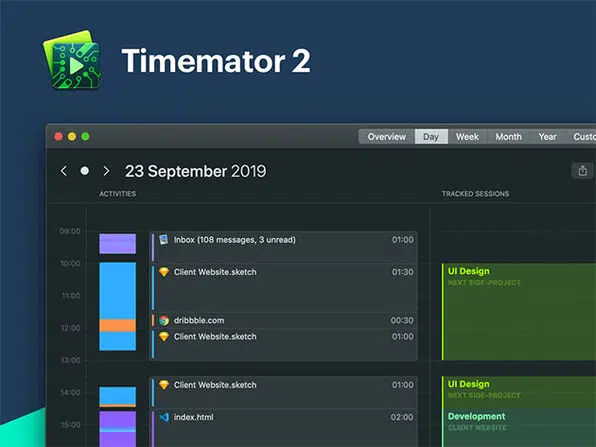 Timemator 2
Overview Day Week Month Year Custo
23 September 2019
ACTIVITIES TRACKED SESSIONS
09:00
Inbox (108 messages, 3 unread) 01:00
10:00
Client Website.sketch 01:30
UI Design
NEXT SIDE-PROJECT
11:00
dribbble.com 00:30
12:00
Client Website.sketch 01:00
13:00
Client Website.sketch 01:00
UI Design
14:00
NEXT SIDE-PROJECT
index.html 02:00
Development
15:00
CLIENT WEBSITE